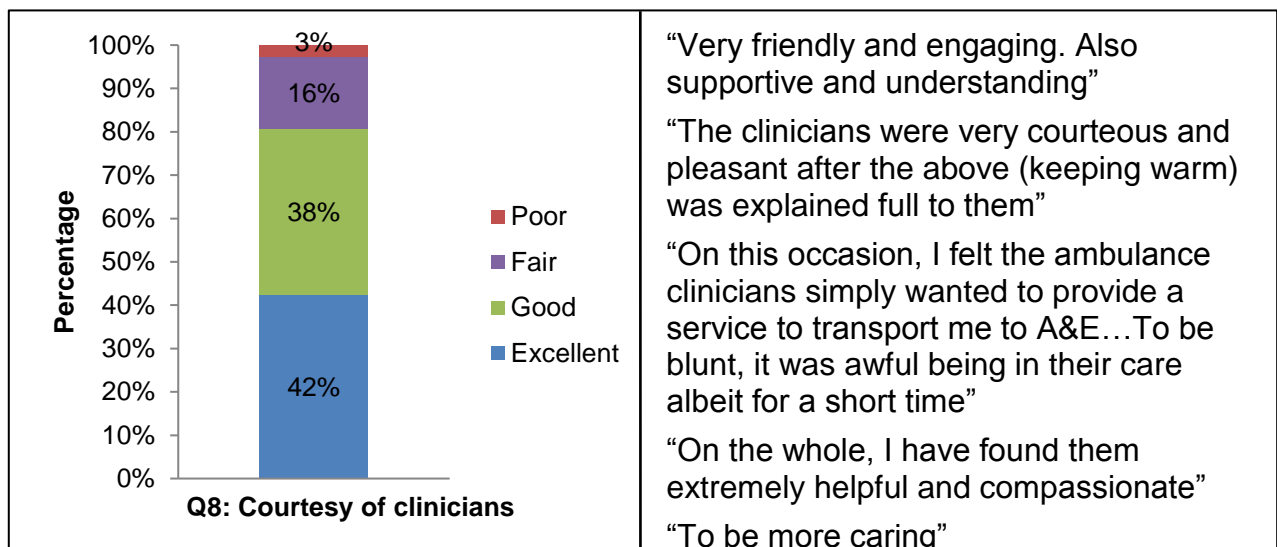 100%
90%
80%
70%
60%
50%
40%
30%
20%
10%
0%
Percentage
3%
16%
38%
42%
Q8: Courtesy of clinicians
Poor
Fair
Good
Excellent
“Very friendly and engaging. Also
supportive and understanding”
“The clinicians were very courteous and
pleasant after the above (keeping warm)
was explained full to them”
“On this occasion, I felt the ambulance
clinicians simply wanted to provide a
service to transport me to A&E…To be
blunt, it was awful being in their care
albeit for a short time”
“On the whole, I have found them
extremely helpful and compassionate”
“To be more caring”